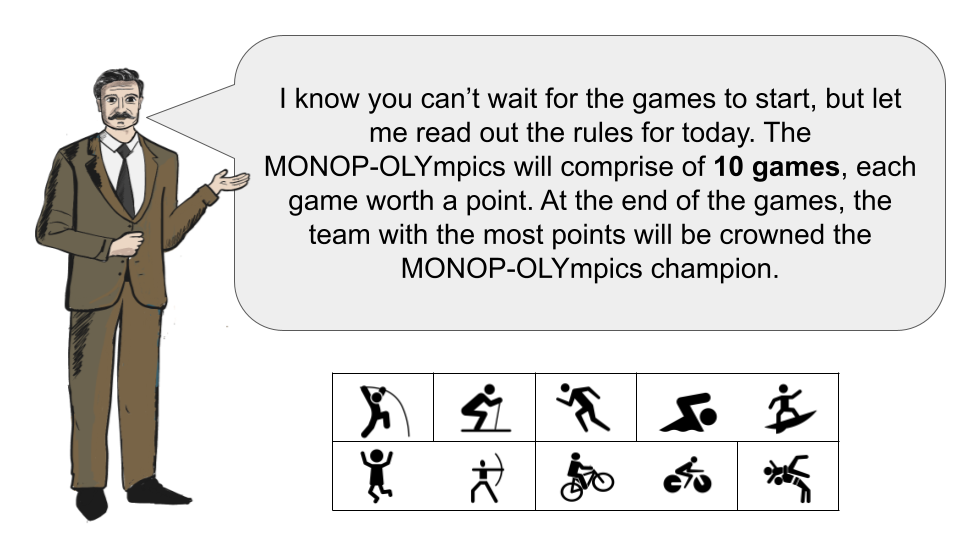 I know you can’t wait for the games to start, but let
me read out the rules for today. The
MONOP-OLYmpics will comprise of 10 games, each
game worth a point. At the end of the games, the
team with the most points will be crowned the
MONOP-OLYmpics champion.